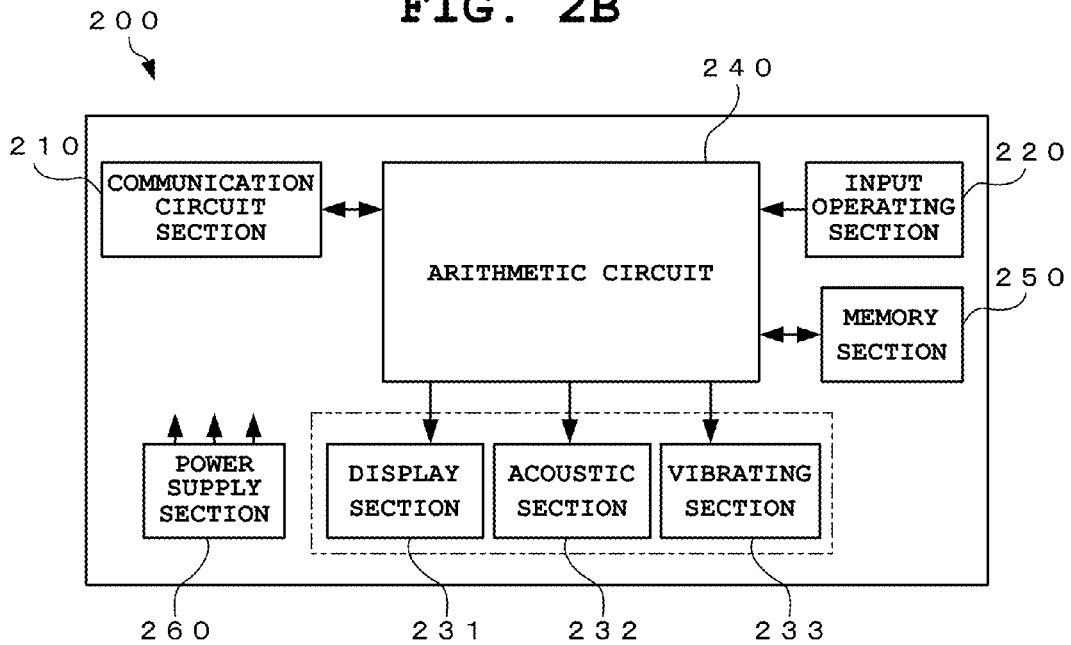 FIG. 2B
200
240
210
220
COMMUNICATION
CIRCUIT
SECTION
ARITHMETIC CIRCUIT
INPUT
OPERATING
SECTION
250
MEMORY
SECTION
POWER
SUPPLY
SECTION
DISPLAY
SECTION
ACOUSTIC
SECTION
VIBRATING
SECTION
260
231
232
233